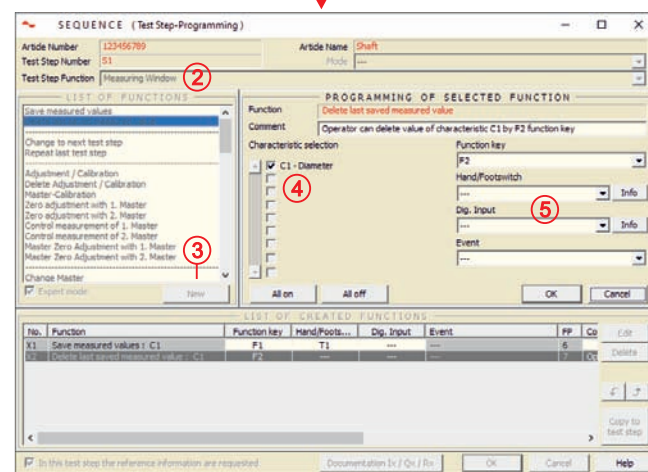 SEQUENCE (Test Step-Programming)
Article Number 123456789 Article Name Shaft
Test Step Number S1 Mode ---
Test Step Function Measuring Window ②
LIST OF FUNCTIONS
Save measured values
Change to next test step
Repeat last test step
Adjustment / Calibration
Delete Adjustment / Calibration
Master-Calibration
Zero adjustment with 1. Master
Zero adjustment with 2. Master
Control measurement of 1. Master
Control measurement of 2. Master
Master Zero Adjustment with 1. Master
Master Zero Adjustment with 2. Master
③
Change Master
Expert mode New
PROGRAMMING OF SELECTED FUNCTION
Function Delete last saved measured value
Comment Operator can delete value of characteristic C1 by F2 function key
Characteristic selection
C1 - Diameter
④
All on All off
Function key
F2
Hand/Footswitch
--- Info
Dig. Input ⑤
--- Info
Event
---
OK Cancel
LIST OF CREATED FUNCTIONS
No. Function Function key Hand/Foots... Dig. Input Event FP Co
X1 Save measured values : C1 F1 T1 --- --- 6
X2 Delete last saved measured value : C1 F2 --- --- --- 7 Op
Edit
Delete
Copy to
test step
In this test step the reference information are requested Documentation Ix / Qx / Rx OK Cancel Help